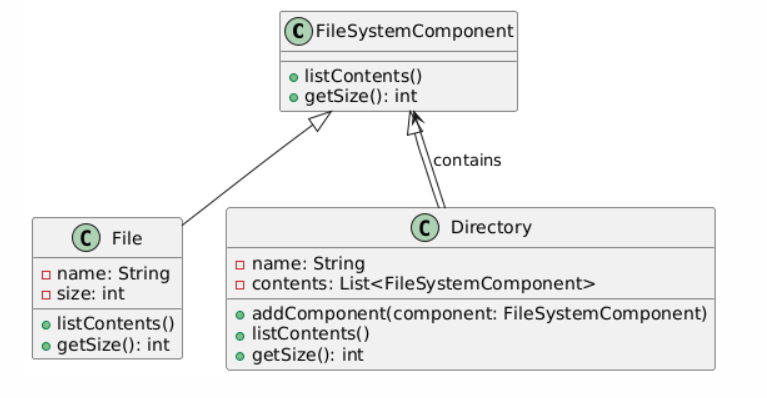 C FileSystemComponent
listContents()
getSize(): int
contains
C File
name: String
size: int
listContents()
getSize(): int
C Directory
name: String
contents: List<FileSystemComponent>
addComponent(component: FileSystemComponent)
listContents()
getSize(): int